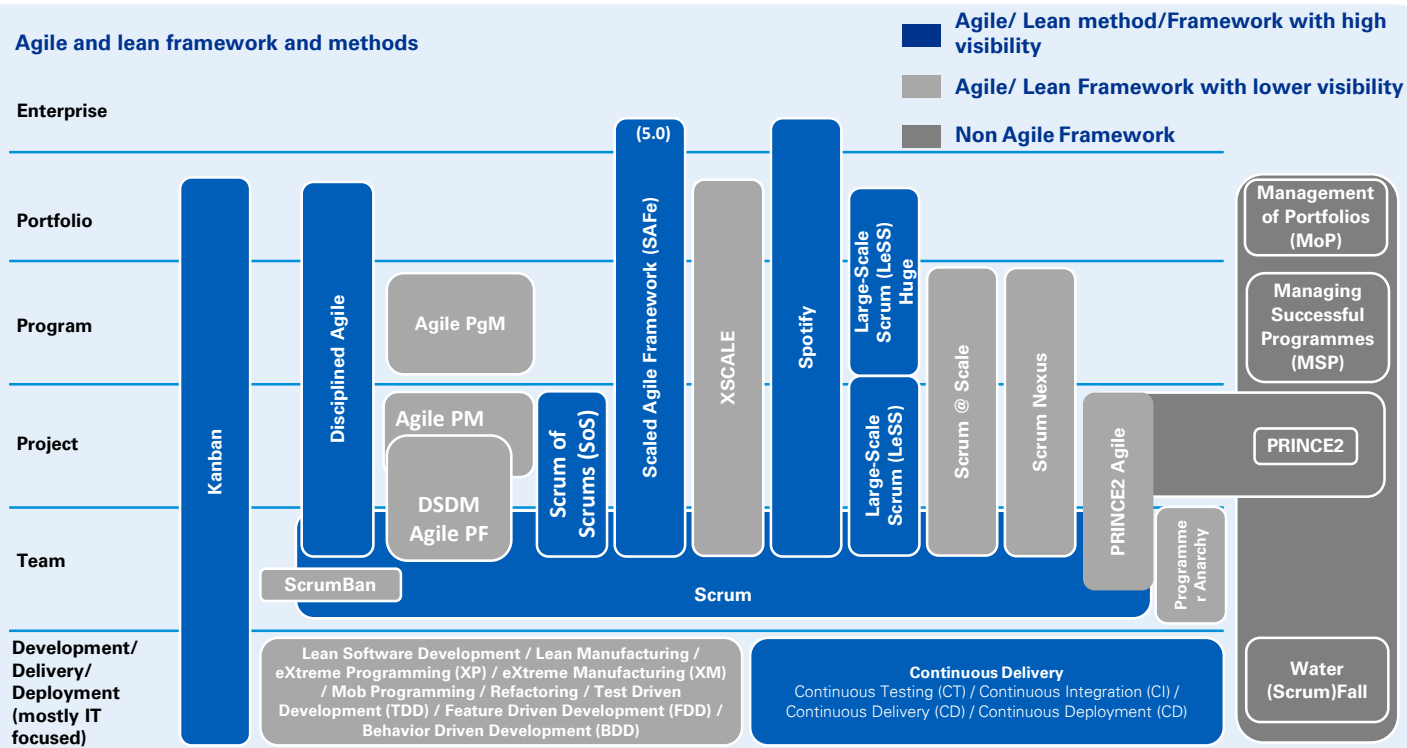 Agile and lean framework and methods
Agile/ Lean method/Framework with high
visibility
Agile/ Lean Framework with lower visibility
Non Agile Framework
Enterprise
Portfolio
Program
Project
Team
Development/
Delivery/
Deployment
(mostly IT
focused)
Kanban
Disciplined Agile
Agile PgM
Agile PM
DSDM
Agile PF
ScrumBan
Scrum of
Scrums (SoS)
(5.0)
Scaled Agile Framework (SAFe)
XSCALE
Spotify
Large-Scale
Scrum (LeSS)
Huge
Large-Scale
Scrum (LeSS)
Scrum @ Scale
Scrum Nexus
PRINCE2 Agile
Programme
r Anarchy
Scrum
Management
of Portfolios
(MoP)
Managing
Successful
Programmes
(MSP)
PRINCE2
Water
(Scrum)Fall
Lean Software Development / Lean Manufacturing /
eXtreme Programming (XP) / eXtreme Manufacturing (XM)
/ Mob Programming / Refactoring / Test Driven
Development (TDD) / Feature Driven Development (FDD) /
Behavior Driven Development (BDD)
Continuous Delivery
Continuous Testing (CT) / Continuous Integration (CI) /
Continuous Delivery (CD) / Continuous Deployment (CD)